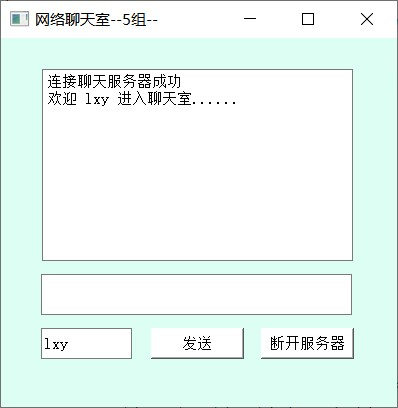 网络聊天室--5组--
连接聊天服务器成功
欢迎 lxy 进入聊天室......
lxy
发送
断开服务器